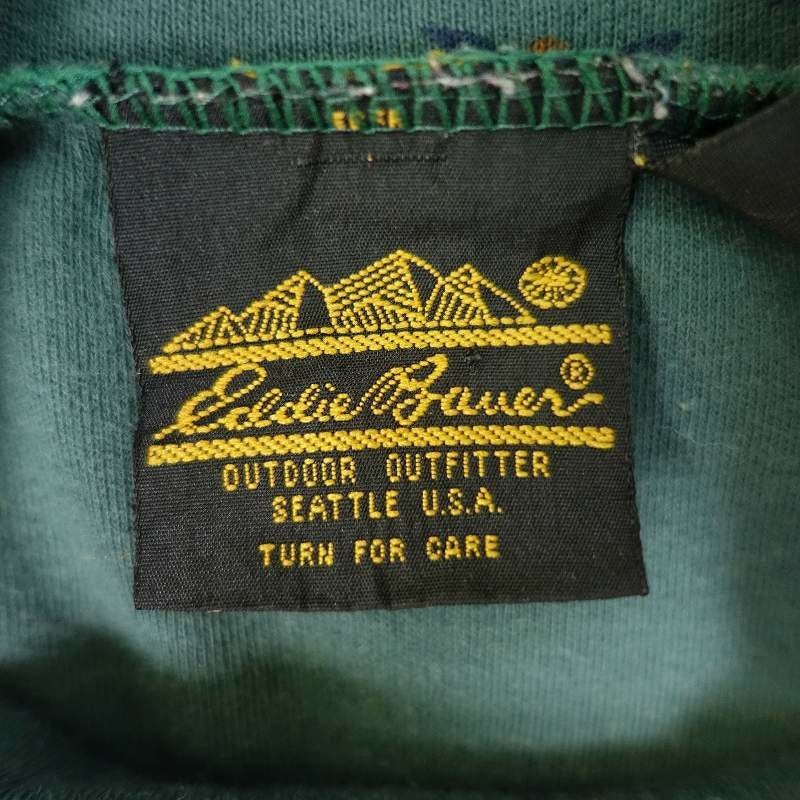 Eddie Bauer®
OUTDOOR OUTFITTER
SEATTLE U.S.A.
TURN FOR CARE